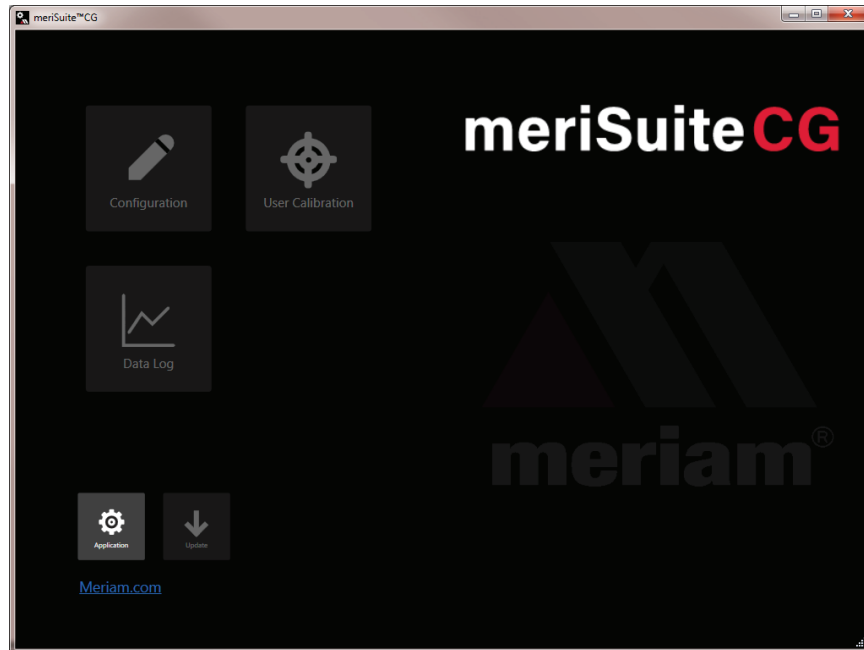 meriSuite™CG
meriSuite CG
Configuration
User Calibration
Data Log
meriam®
Application
Update
Meriam.com